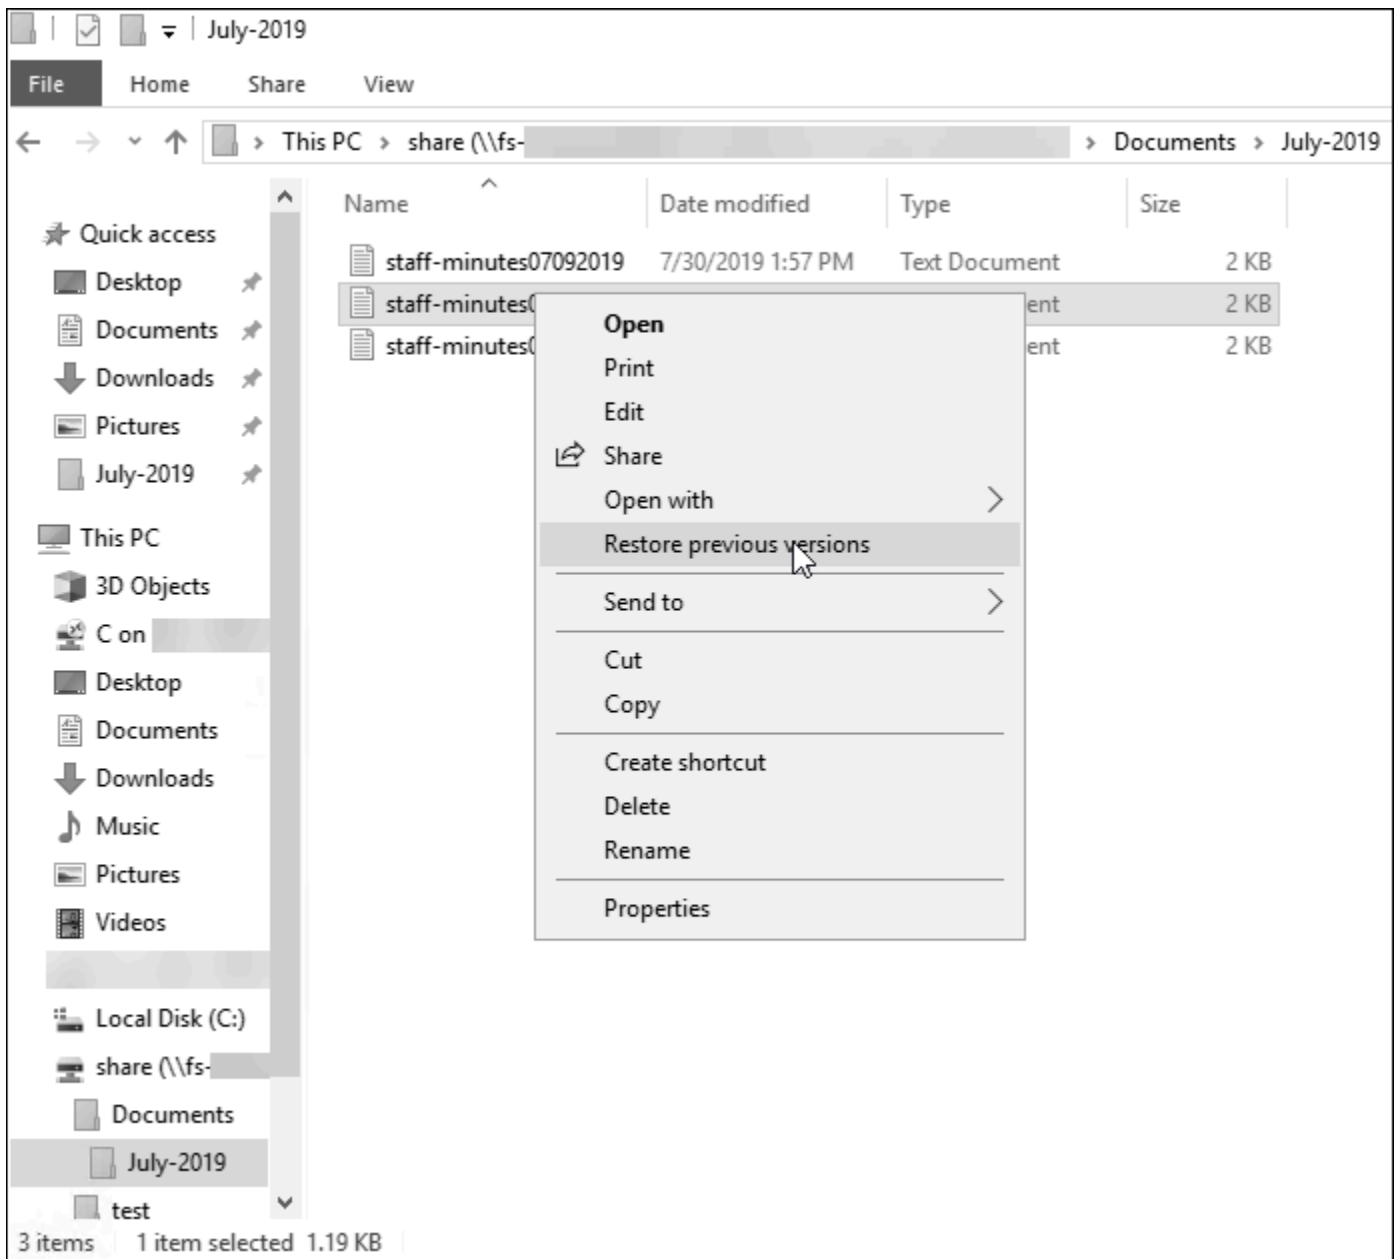 July-2019
File Home Share View
This PC > share (\\fs- > Documents > July-2019
Name Date modified Type Size
Quick access
Desktop
Documents
Downloads
Pictures
July-2019
This PC
3D Objects
C on
Desktop
Documents
Downloads
Music
Pictures
Videos
Local Disk (C:)
share (\\fs-
Documents
July-2019
test
staff-minutes07092019 7/30/2019 1:57 PM Text Document 2 KB
staff-minutes0 ent 2 KB
staff-minutes0 ent 2 KB
Open
Print
Edit
Share
Open with
Restore previous versions
Send to
Cut
Copy
Create shortcut
Delete
Rename
Properties
3 items 1 item selected 1.19 KB